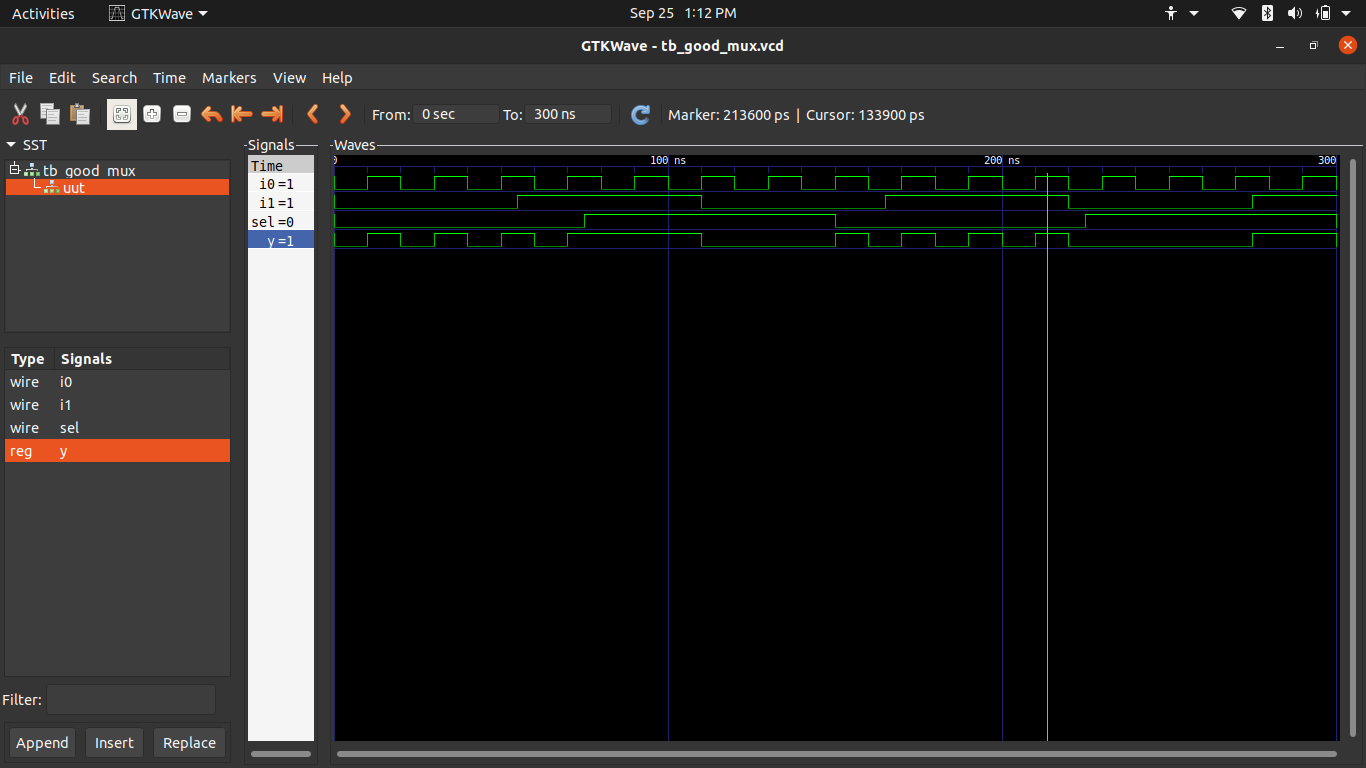 Activities GTKWave Sep 25 1:12 PM
GTKWave - tb_good_mux.vcd
File Edit Search Time Markers View Help
From: 0 sec To: 300 ns Marker: 213600 ps | Cursor: 133900 ps
SST
tb_good_mux
uut
Type Signals
wire i0
wire i1
wire sel
reg y
Filter:
Append Insert Replace
Signals
Time
i0=1
i1=1
sel=0
y=1
Waves
0 100 ns 200 ns 300